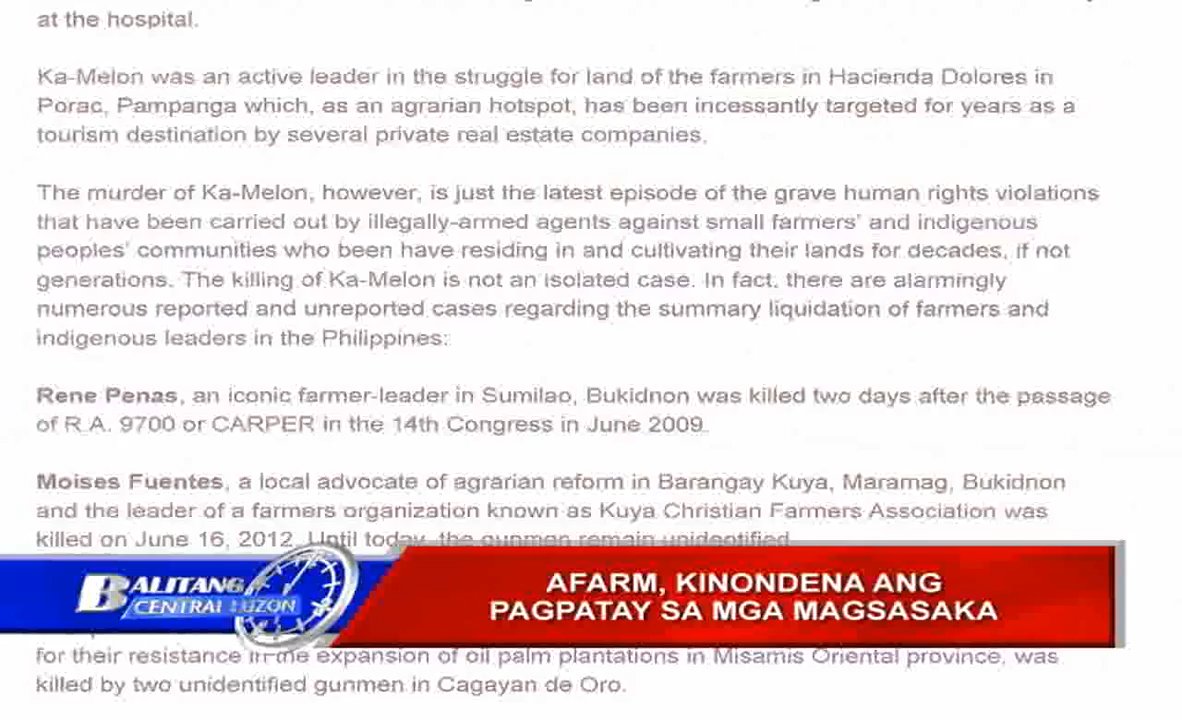 at the hospital.
Ka-Melon was an active leader in the struggle for land of the farmers in Hacienda Dolores in
Porac, Pampanga which, as an agrarian hotspot, has been incessantly targeted for years as a
tourism destination by several private real estate companies.
The murder of Ka-Melon, however, is just the latest episode of the grave human rights violations
that have been carried out by illegally-armed agents against small farmers' and indigenous
peoples' communities who been have residing in and cultivating their lands for decades, if not
generations. The killing of Ka-Melon is not an isolated case. In fact, there are alarmingly
numerous reported and unreported cases regarding the summary liquidation of farmers and
indigenous leaders in the Philippines:
Rene Penas, an iconic farmer-leader in Sumilao, Bukidnon was killed two days after the passage
of R.A. 9700 or CARPER in the 14th Congress in June 2009.
Moises Fuentes, a local advocate of agrarian reform in Barangay Kuya, Maramag, Bukidnon
and the leader of a farmers organization known as Kuya Christian Farmers Association was
killed on June 16, 2012. Until today, the gunmen remain unidentified.
BALITANG
CENTRAL LUZON
AFARM, KINONDENA ANG
PAGPATAY SA MGA MAGSASAKA
for their resistance in the expansion of oil palm plantations in Misamis Oriental province, was
killed by two unidentified gunmen in Cagayan de Oro.